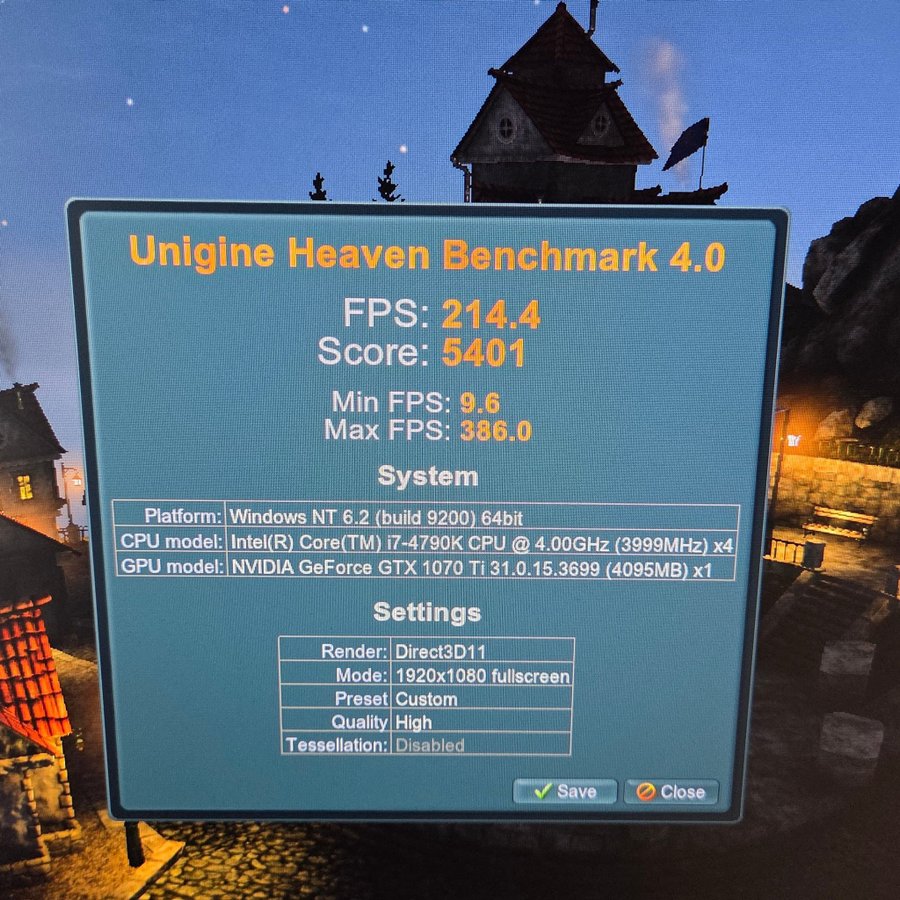 Unigine Heaven Benchmark 4.0
FPS: 214.4
Score: 5401
Min FPS: 9.6
Max FPS: 386.0
System
Platform: Windows NT 6.2 (build 9200) 64bit
CPU model: Intel(R) Core(TM) i7-4790K CPU @ 4.00GHz (3999MHz) x4
GPU model: NVIDIA GeForce GTX 1070 Ti 31.0.15.3699 (4095MB) x1
Settings
Render: Direct3D11
Mode: 1920x1080 fullscreen
Preset Custom
Quality High
Tessellation: Disabled
Save Close